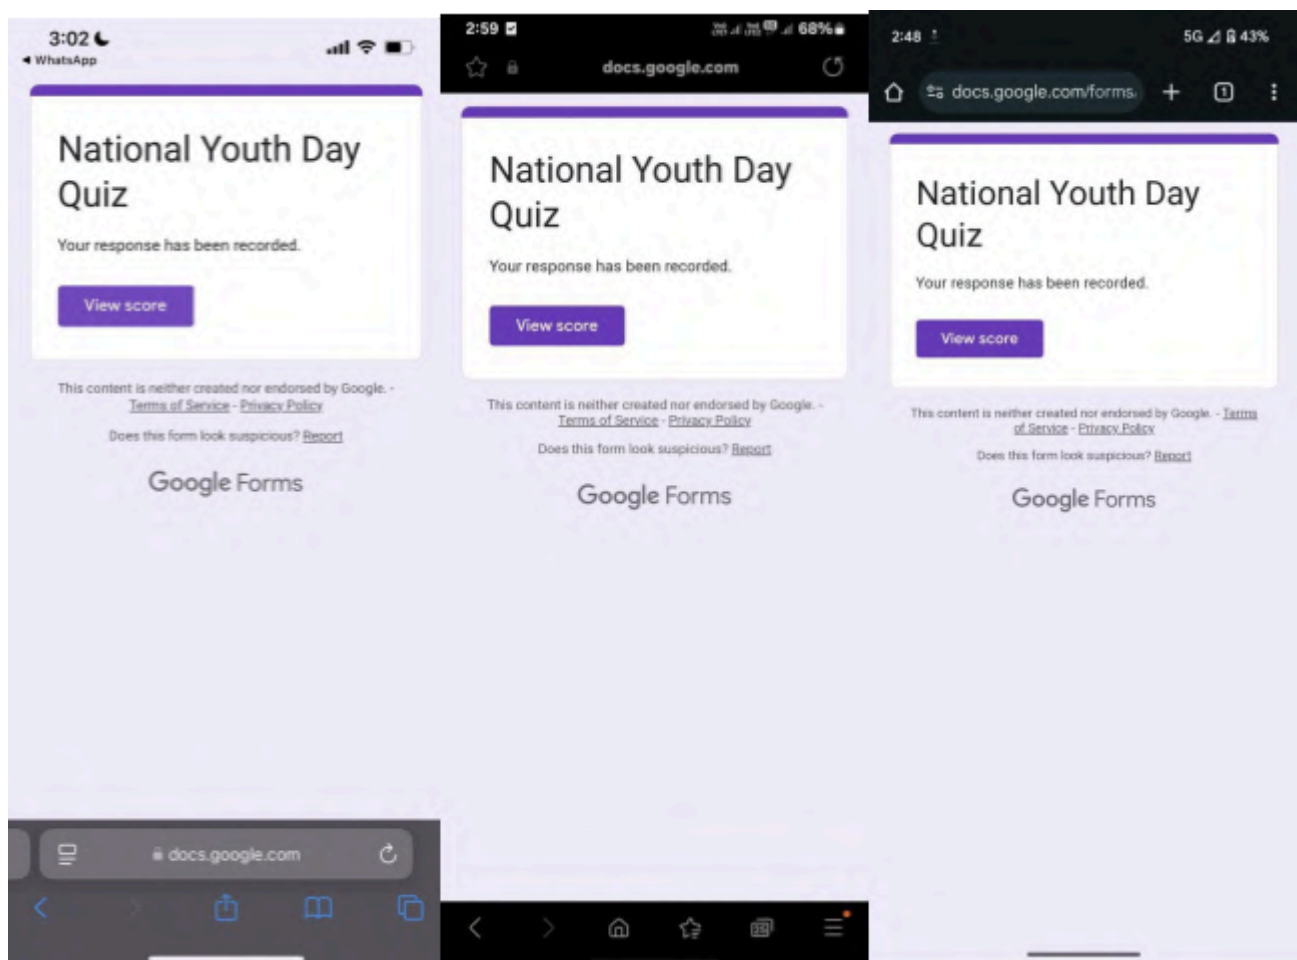 3:02
WhatsApp
National Youth Day
Quiz
Your response has been recorded.
View score
This content is neither created nor endorsed by Google. -
Terms of Service - Privacy Policy
Does this form look suspicious? Report
Google Forms
docs.google.com
2:59
68%
docs.google.com
National Youth Day
Quiz
Your response has been recorded.
View score
This content is neither created nor endorsed by Google. -
Terms of Service - Privacy Policy
Does this form look suspicious? Report
Google Forms
2:48
5G 43%
docs.google.com/forms
1
National Youth Day
Quiz
Your response has been recorded.
View score
This content is neither created nor endorsed by Google. - Terms
of Service - Privacy Policy
Does this form look suspicious? Report
Google Forms